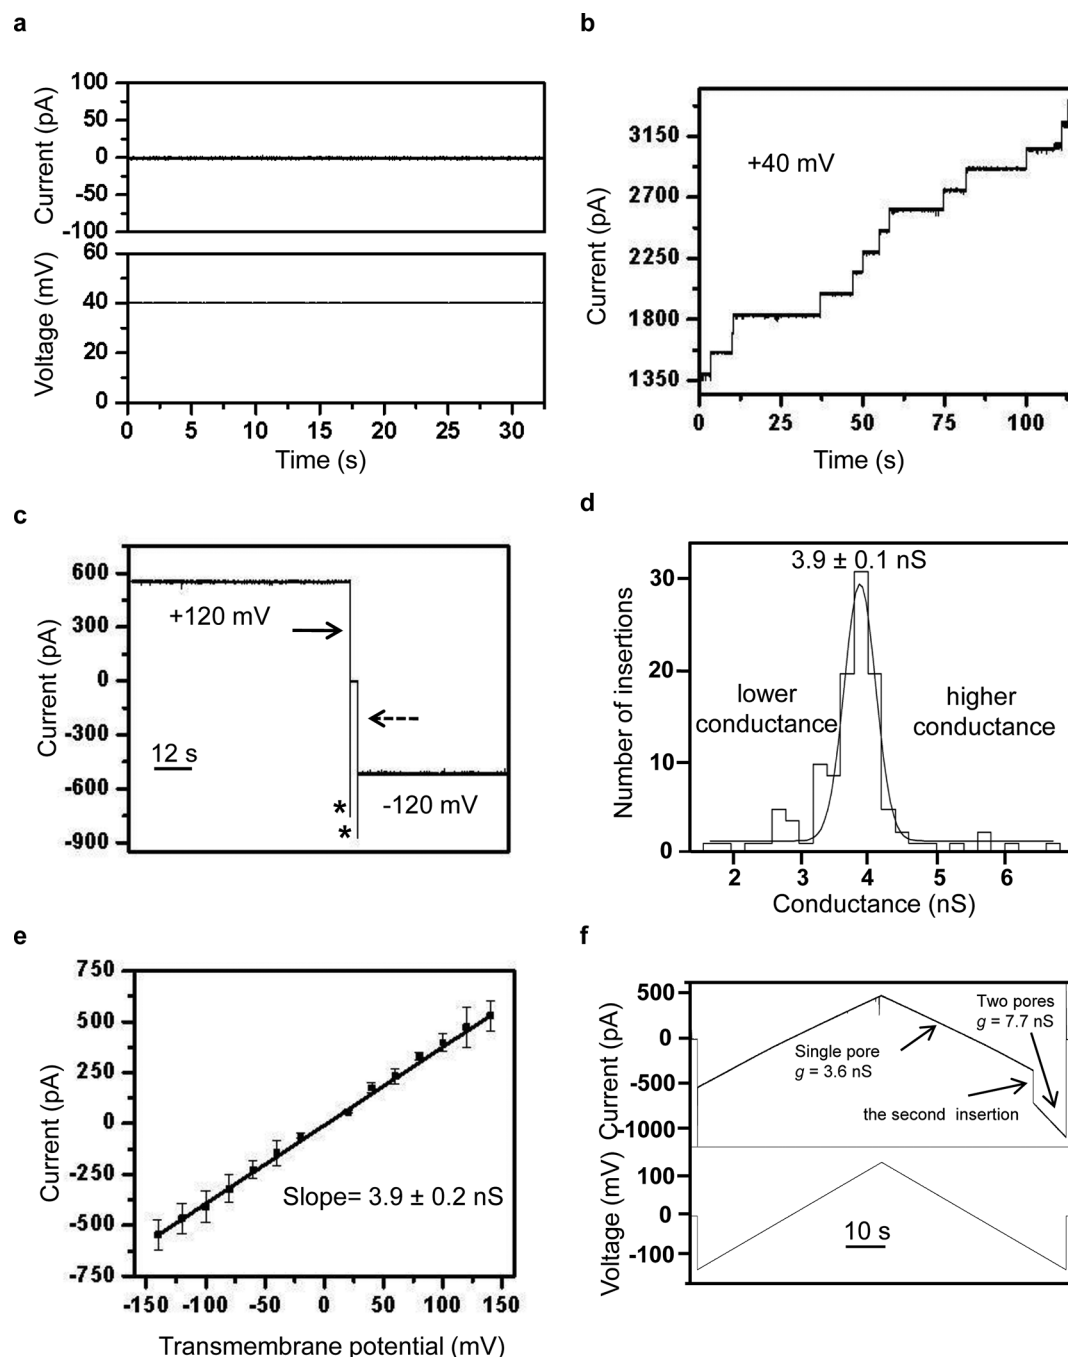 a
100
50
0
-50
-100
Current (pA)
60
40
20
0
Voltage (mV)
0 5 10 15 20 25 30
Time (s)
b
3150
2700
2250
1800
1350
Current (pA)
+40 mV
0 25 50 75 100
Time (s)
c
600
300
0
-300
-600
-900
Current (pA)
+120 mV
12 s
-120 mV
*
*
d
3.9 ± 0.1 nS
30
20
10
0
Number of insertions
lower
conductance
higher
conductance
2 3 4 5 6
Conductance (nS)
e
750
500
250
0
-250
-500
-750
Current (pA)
Slope= 3.9 ± 0.2 nS
-150 -100 -50 0 50 100 150
Transmembrane potential (mV)
f
500
0
-500
-1000
Current (pA)
Two pores
g = 7.7 nS
Single pore
g = 3.6 nS
the second insertion
100
0
-100
Voltage (mV)
10 s